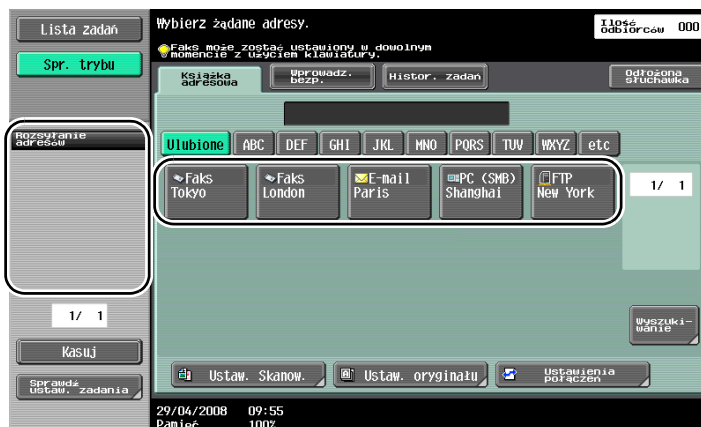 Lista zadań
Spr. trybu
Rozsyłanie
adresów
1/ 1
Kasuj
Sprawdź
ustaw. zadania
Wybierz żądane adresy.
Ilość
odbiorców 000
Faks może zostać ustawiony w dowolnym
momencie z użyciem klawiatury.
Książka
adresowa
Wprowadz.
bezp.
Histor. zadań
Odłożona
słuchawka
Ulubione ABC DEF GHI JKL MNO PQRS TUV WXYZ etc
Faks
Tokyo
Faks
London
E-mail
Paris
PC (SMB)
Shanghai
FTP
New York
1/ 1
Wyszuki-
wanie
Ustaw. Skanow.
Ustaw. oryginału
Ustawienia
połączeń
29/04/2008 09:55
Pamięć 100%